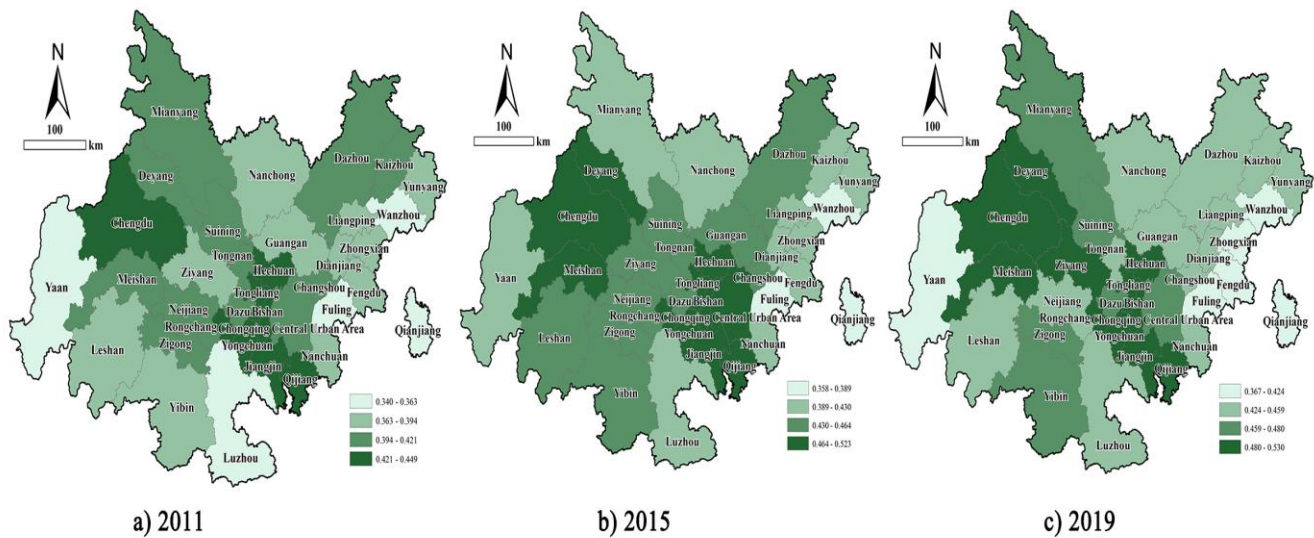 N
100
km
Mianyang
Deyang
Chengdu
Nanchong
Dazhou
Kaizhou
Yunyang
Wanzhou
Liangping
Suining
Guangan
Zhongxian
Yaan
Meishan
Ziyang
Tongnan
Hechuan
Dianjiang
Changshou
Fengdu
Tongliang
Neijiang
Dazu Bishan
Fuling
Rongchang
Chongqing Central Urban Area
Zigong
Yongchuan
Qianjiang
Leshan
Nanchuan
Jiangjin
Qijiang
Yibin
Luzhou
0.340 - 0.363
0.363 - 0.394
0.394 - 0.421
0.421 - 0.449
a) 2011
N
100
km
Mianyang
Deyang
Chengdu
Nanchong
Dazhou
Kaizhou
Yunyang
Wanzhou
Liangping
Suining
Guangan
Zhongxian
Yaan
Meishan
Ziyang
Tongnan
Hechuan
Dianjiang
Changshou
Fengdu
Tongliang
Neijiang
Dazu Bishan
Fuling
Rongchang
Chongqing Central Urban Area
Zigong
Yongchuan
Qianjiang
Leshan
Nanchuan
Jiangjin
Qijiang
Yibin
Luzhou
0.358 - 0.389
0.389 - 0.430
0.430 - 0.464
0.464 - 0.523
b) 2015
N
100
km
Mianyang
Deyang
Chengdu
Nanchong
Dazhou
Kaizhou
Yunyang
Wanzhou
Liangping
Suining
Guangan
Zhongxian
Yaan
Meishan
Ziyang
Tongnan
Hechuan
Dianjiang
Changshou
Fengdu
Tongliang
Neijiang
Dazu Bishan
Fuling
Rongchang
Chongqing Central Urban Area
Zigong
Yongchuan
Qianjiang
Leshan
Nanchuan
Jiangjin
Qijiang
Yibin
Luzhou
0.367 - 0.424
0.424 - 0.459
0.459 - 0.480
0.480 - 0.530
c) 2019